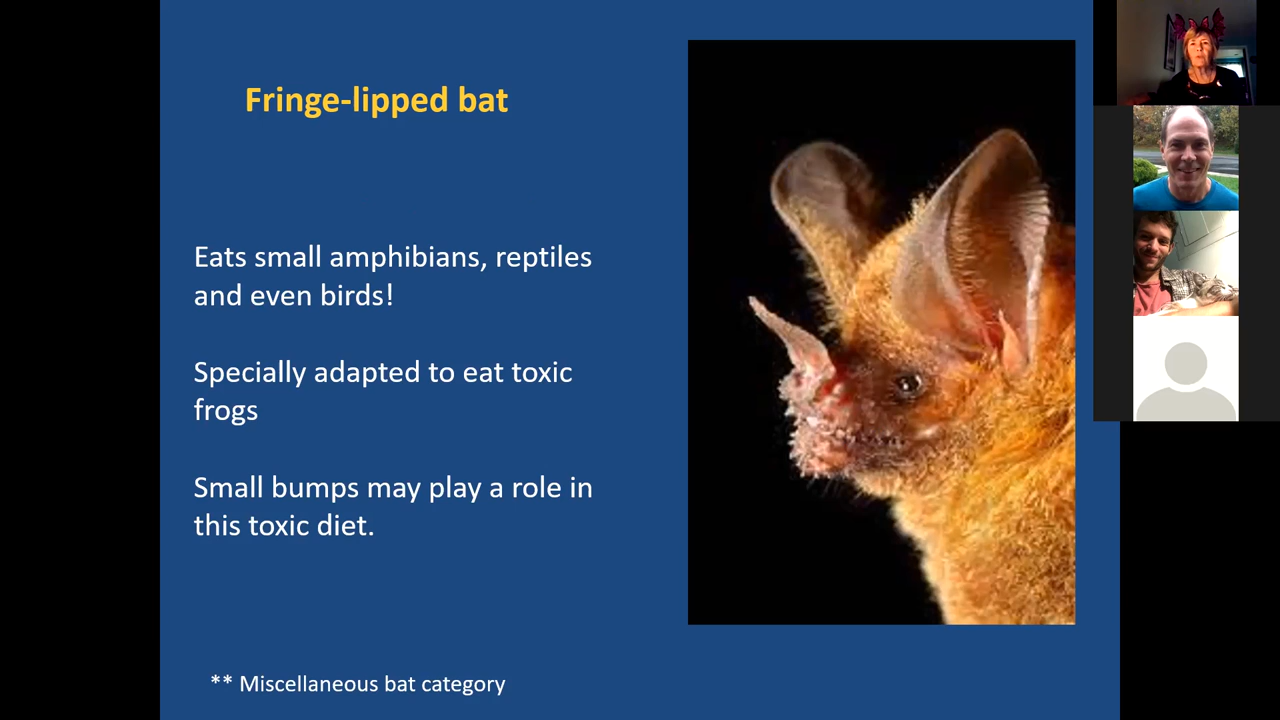 Fringe-lipped bat
Eats small amphibians, reptiles
and even birds!
Specially adapted to eat toxic
frogs
Small bumps may play a role in
this toxic diet.
** Miscellaneous bat category